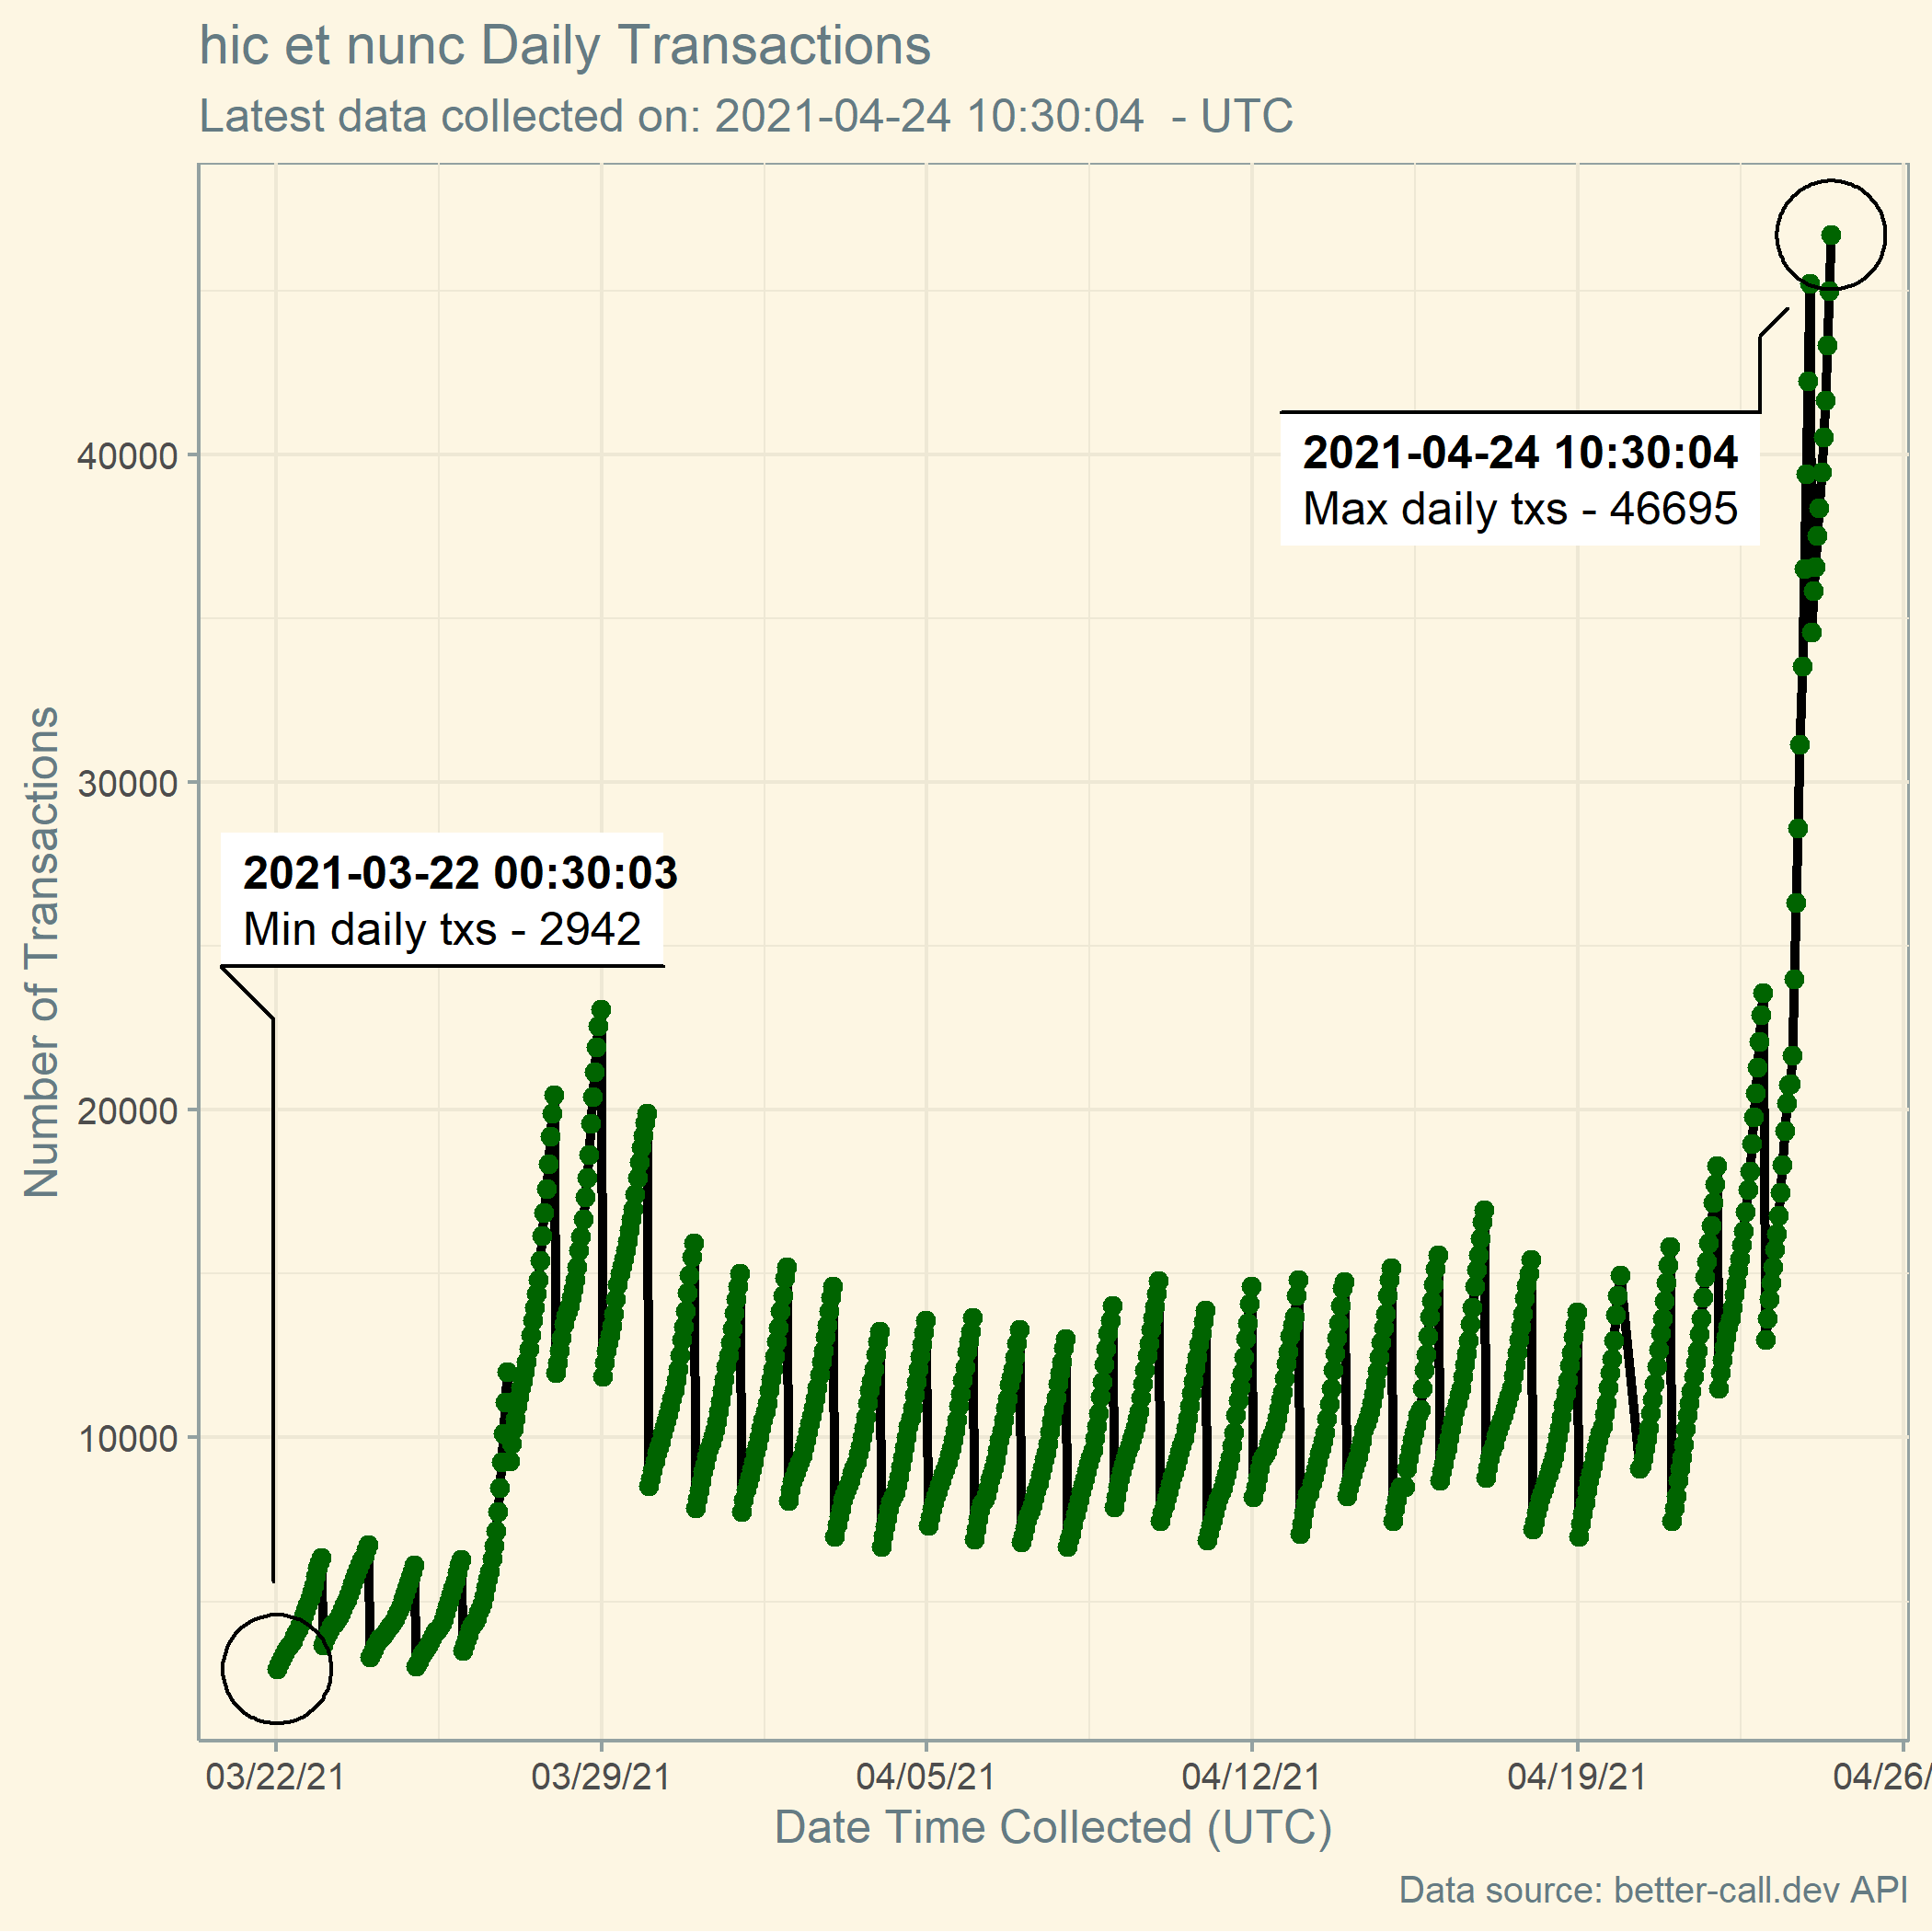 hic et nunc Daily Transactions
Latest data collected on: 2021-04-24 10:30:04  - UTC
Number of Transactions
40000
30000
20000
10000
2021-04-24 10:30:04
Max daily txs - 46695
2021-03-22 00:30:03
Min daily txs - 2942
03/22/21
03/29/21
04/05/21
04/12/21
04/19/21
04/26/
Date Time Collected (UTC)
Data source: better-call.dev API